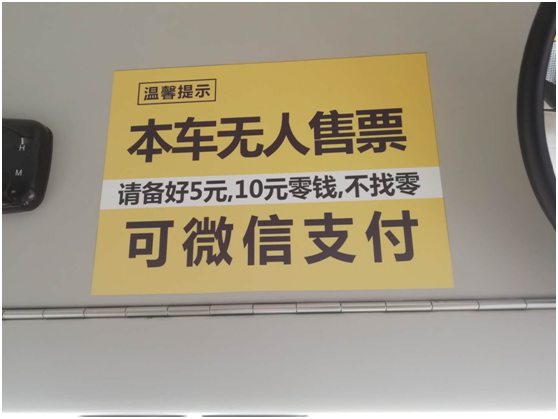 温馨提示
本车无人售票
请备好5元,10元零钱,不找零
可微信支付
H
M